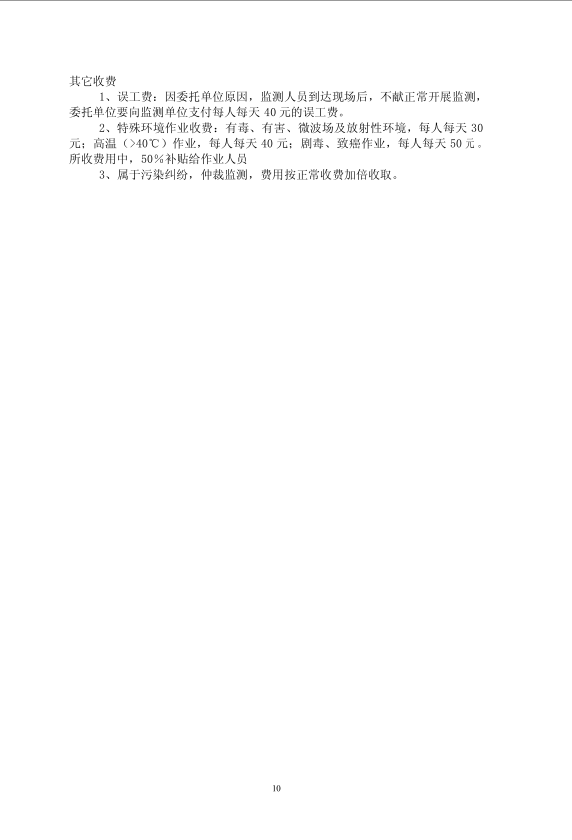 其它收费
1、误工费：因委托单位原因，监测人员到达现场后，不献正常开展监测，
委托单位要向监测单位支付每人每天 40 元的误工费。
2、特殊环境作业收费：有毒、有害、微波场及放射性环境，每人每天 30
元；高温（>40℃）作业，每人每天 40 元；剧毒、致癌作业，每人每天 50 元。
所收费用中，50％补贴给作业人员
3、属于污染纠纷，仲裁监测，费用按正常收费加倍收取。
10